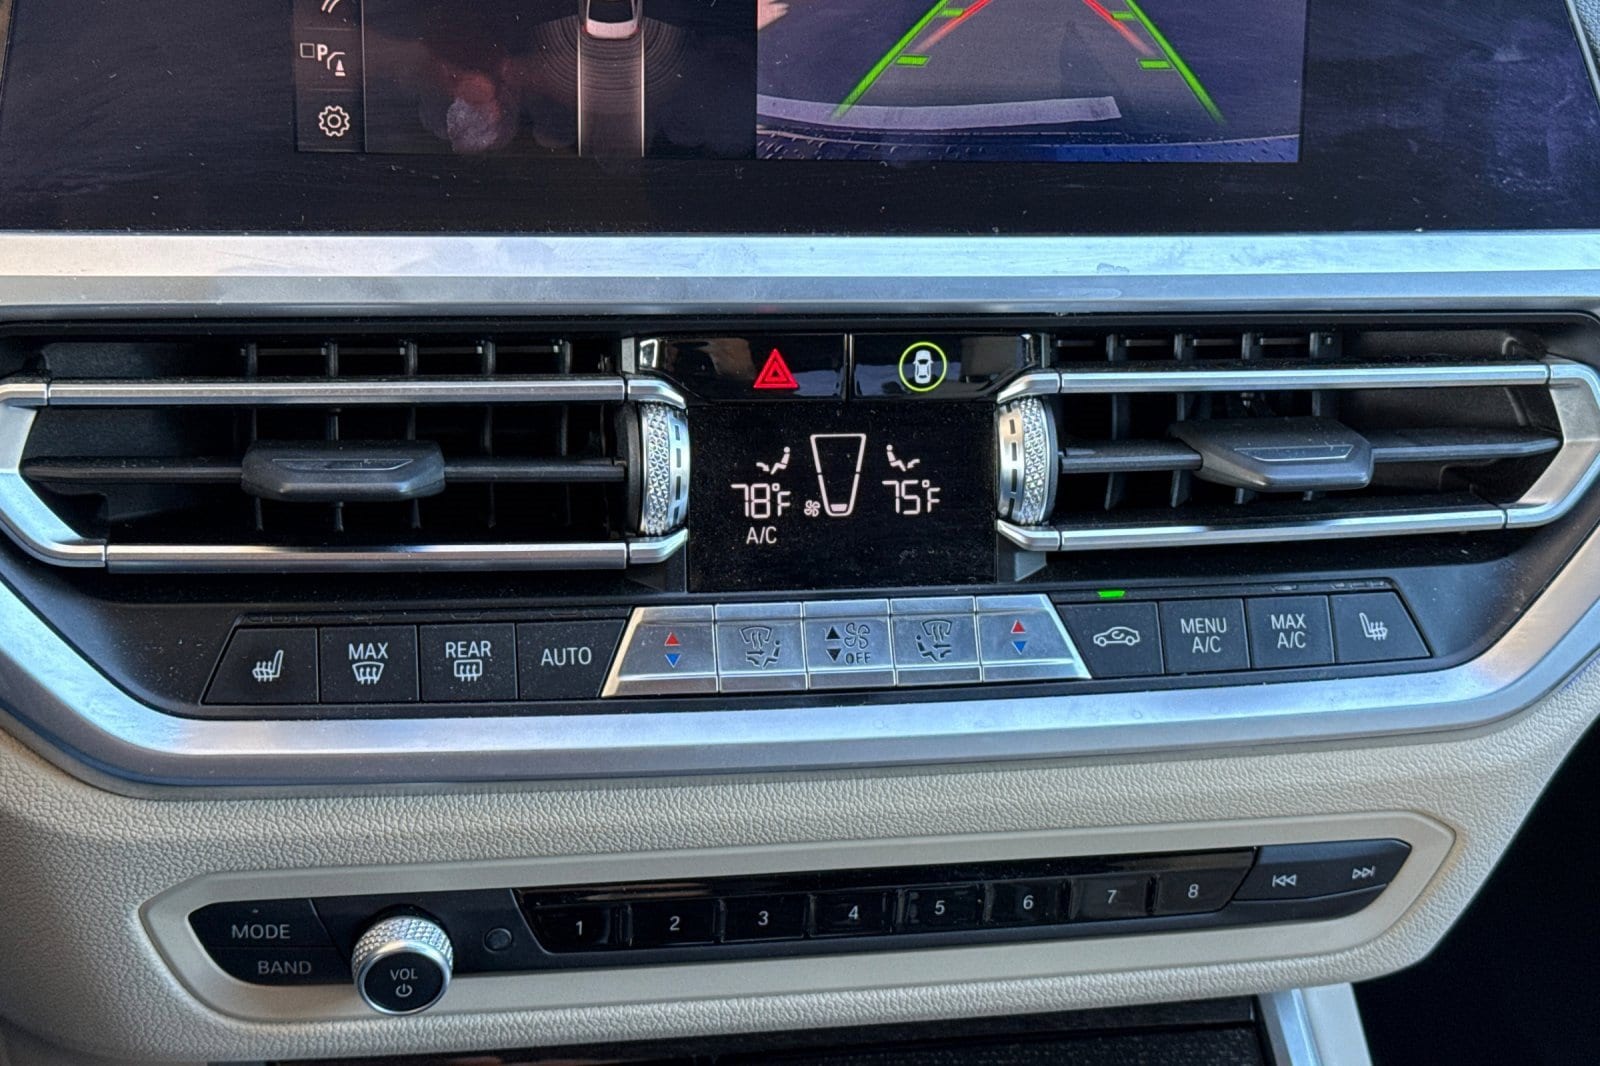 P
78°F
75°F
A/C
MAX
REAR
AUTO
OFF
MENU
A/C
MAX
A/C
MODE
BAND
VOL
1 2 3 4 5 6 7 8